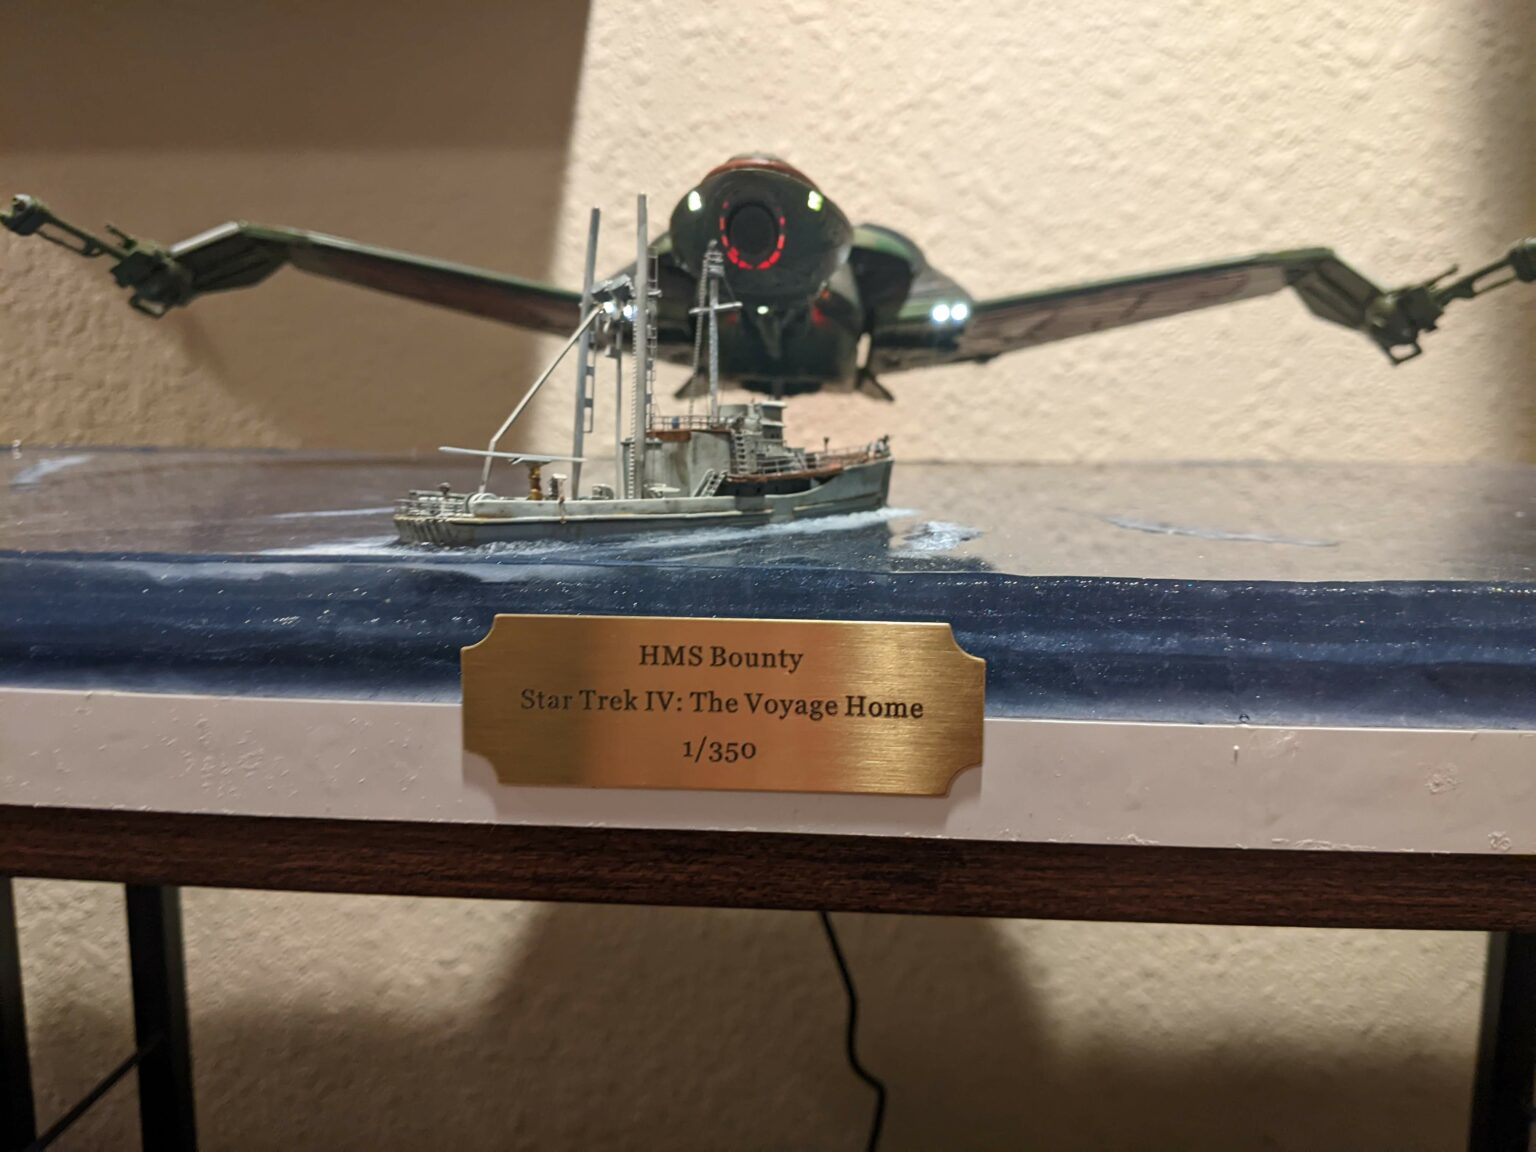 HMS Bounty
Star Trek IV: The Voyage Home
1/350